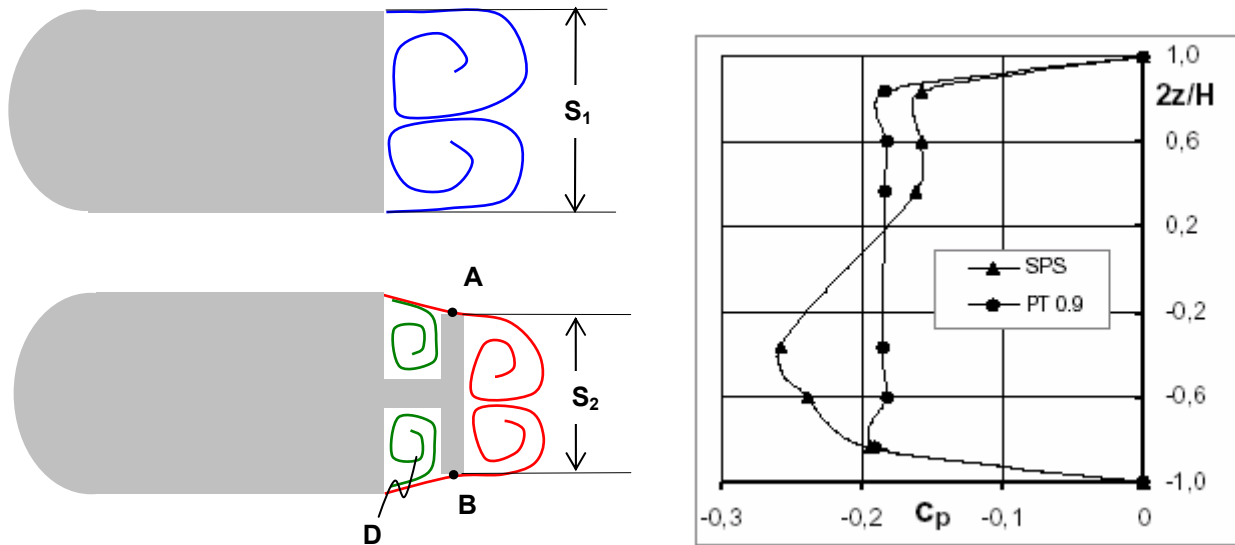 S₁
A
S₂
B
D
1,0
2z/H
0,6
0,2
SPS
PT 0.9
-0,2
-0,6
-1,0
-0,3
-0,2
Cp
-0,1
0